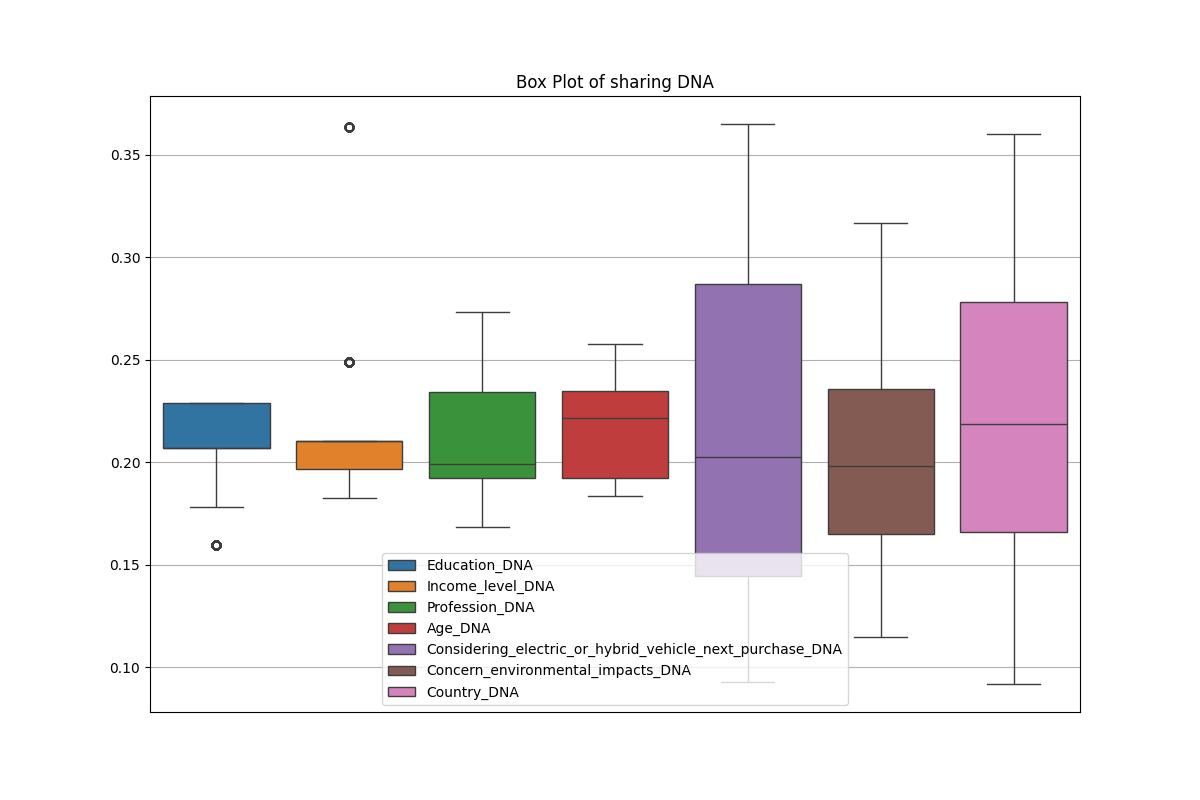 Box Plot of sharing DNA
0.35
0.30
0.25
0.20
0.15
0.10
Education_DNA
Income_level_DNA
Profession_DNA
Age_DNA
Considering_electric_or_hybrid_vehicle_next_purchase_DNA
Concern_environmental_impacts_DNA
Country_DNA